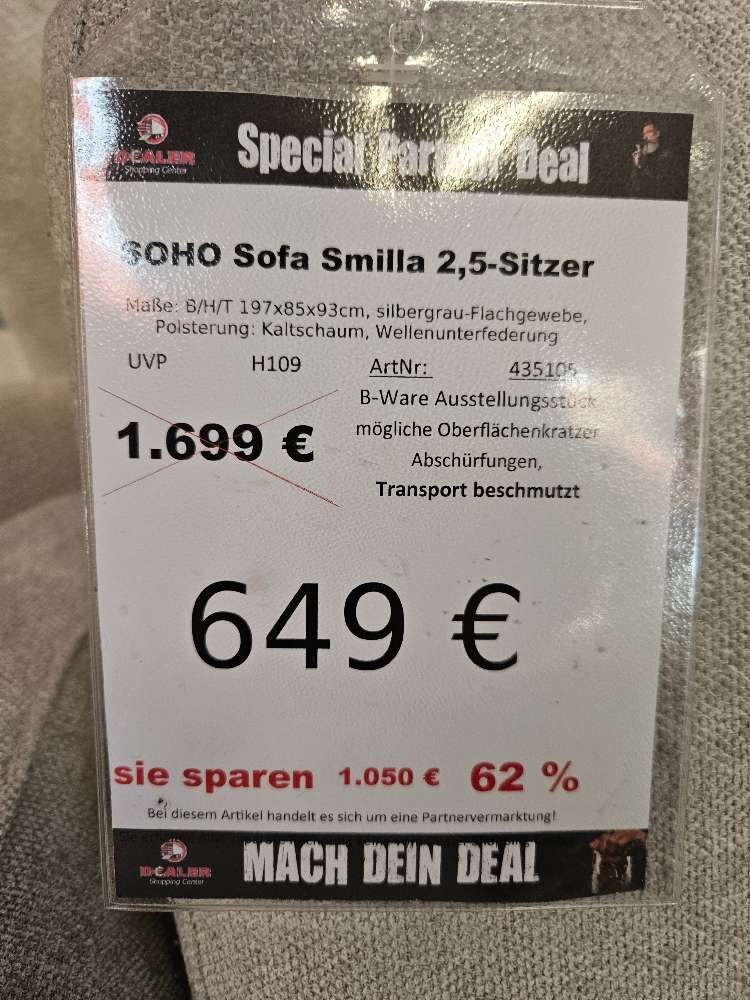 DEALER
Shopping Center
Special Partner Deal
SOHO Sofa Smilla 2,5-Sitzer
Maße: B/H/T 197x85x93cm, silbergrau-Flachgewebe,
Polsterung: Kaltschaum, Wellenunterfederung
UVP H109 ArtNr: 435105
B-Ware Ausstellungsstück
1.699 €
mögliche Oberflächenkratzer
Abschürfungen,
Transport beschmutzt
649 €
sie sparen 1.050 € 62 %
Bei diesem Artikel handelt es sich um eine Partnervermarktung!
DEALER
Shopping Center
MACH DEIN DEAL